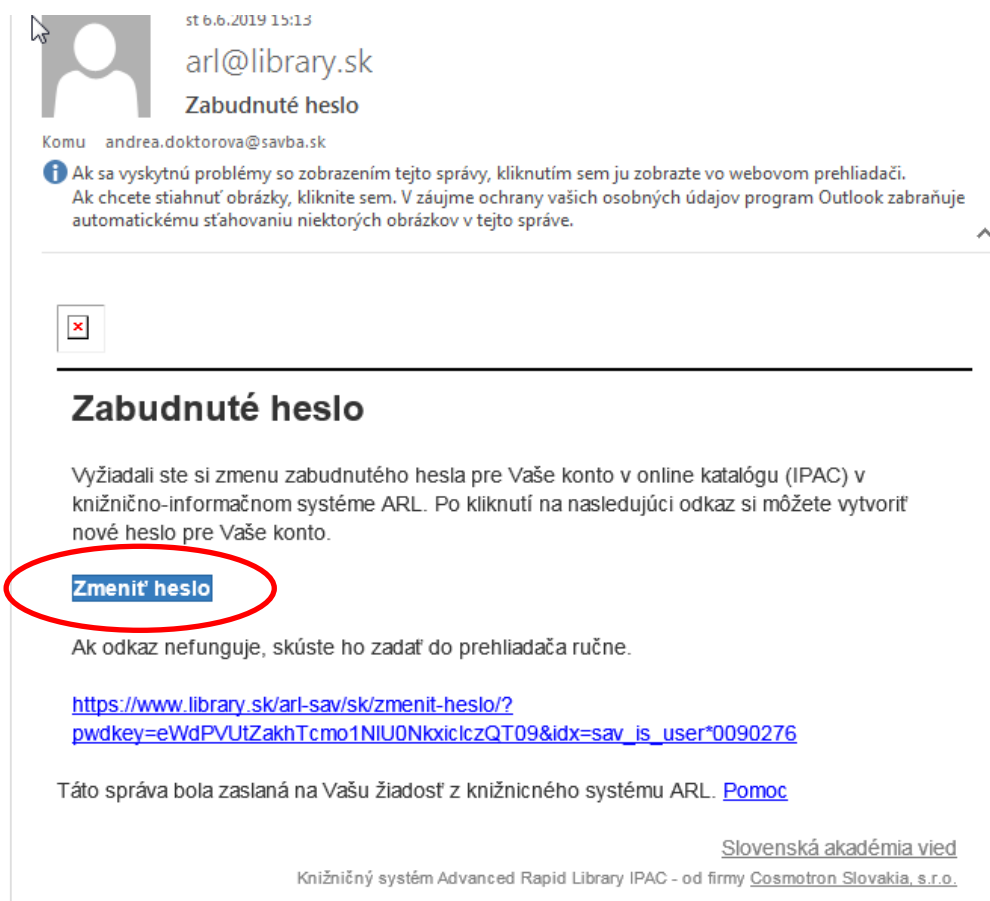 st 6.6.2019 15:13
arl@library.sk
Zabudnuté heslo
Komu andrea.doktorova@savba.sk
Ak sa vyskytnú problémy so zobrazením tejto správy, kliknutím sem ju zobrazte vo webovom prehliadači.
Ak chcete stiahnuť obrázky, kliknite sem. V záujme ochrany vašich osobných údajov program Outlook zabraňuje
automatickému sťahovaniu niektorých obrázkov v tejto správe.
Zabudnuté heslo
Vyžiadali ste si zmenu zabudnutého hesla pre Vaše konto v online katalógu (IPAC) v
knižnično-informačnom systéme ARL. Po kliknutí na nasledujúci odkaz si môžete vytvoriť
nové heslo pre Vaše konto.
Zmeniť heslo
Ak odkaz nefunguje, skúste ho zadať do prehliadača ručne.
https://www.library.sk/arl-sav/sk/zmenit-heslo/?
pwdkey=eWdPVUtZakhTcmo1NlU0NkxicIczQT09&idx=sav_is_user*0090276
Táto správa bola zaslaná na Vašu žiadosť z knižnicného systému ARL. Pomoc
Slovenská akadémia vied
Knižničný systém Advanced Rapid Library IPAC - od firmy Cosmotron Slovakia, s.r.o.